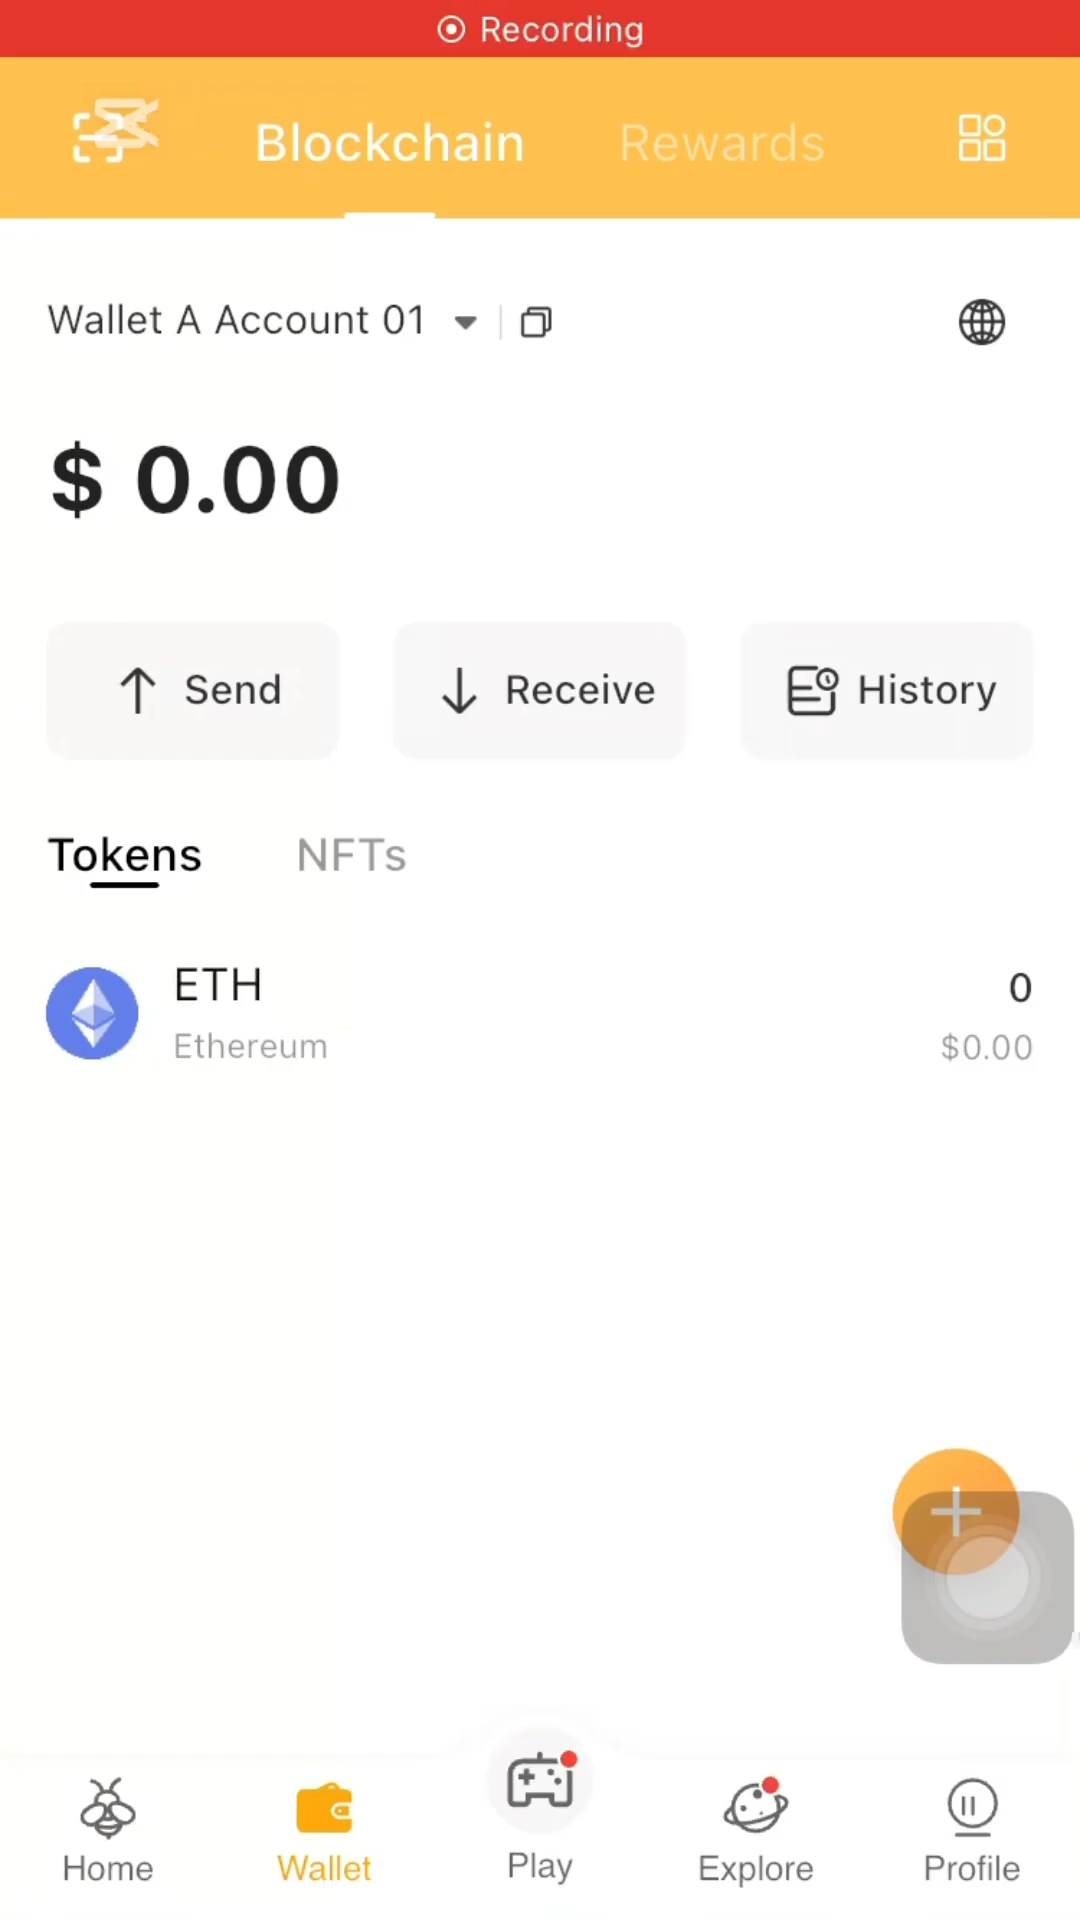 Recording
Blockchain Rewards
Wallet A Account 01
$ 0.00
Send Receive History
Tokens NFTs
ETH 0
Ethereum $0.00
Home Wallet Play Explore Profile